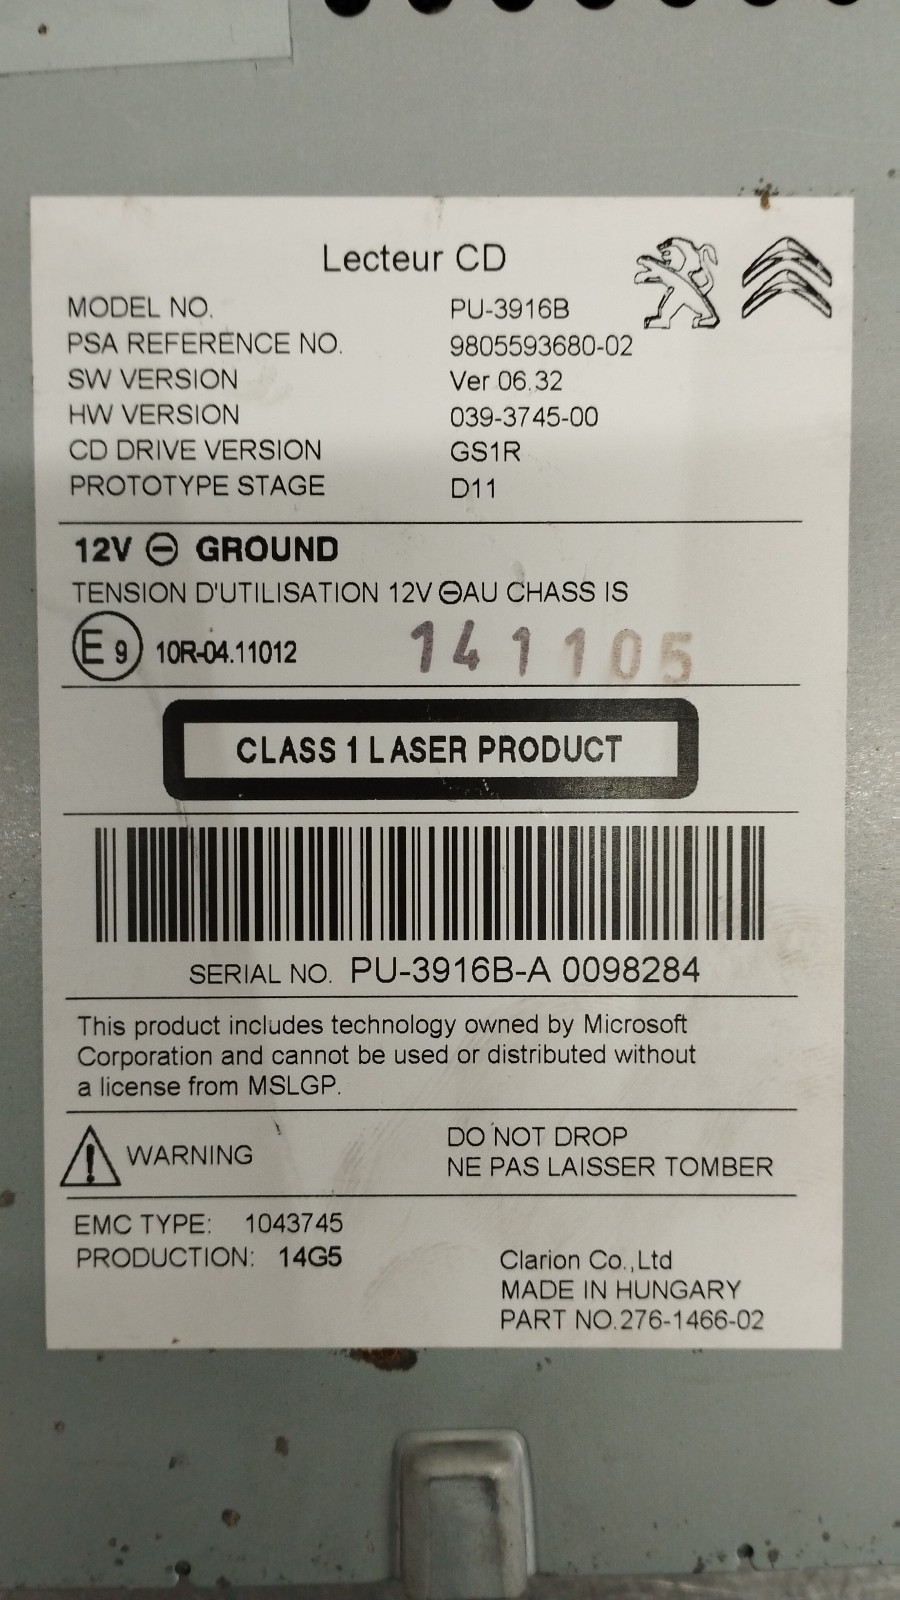 Lecteur CD
MODEL NO. PU-3916B
PSA REFERENCE NO. 9805593680-02
SW VERSION Ver 06.32
HW VERSION 039-3745-00
CD DRIVE VERSION GS1R
PROTOTYPE STAGE D11
12V ⊖ GROUND
TENSION D'UTILISATION 12V ⊖AU CHASS IS
E9 10R-04.11012 141105
CLASS 1 LASER PRODUCT
SERIAL NO. PU-3916B-A 0098284
This product includes technology owned by Microsoft
Corporation and cannot be used or distributed without
a license from MSLGP.
WARNING
DO NOT DROP
NE PAS LAISSER TOMBER
EMC TYPE: 1043745
PRODUCTION: 14G5
Clarion Co.,Ltd
MADE IN HUNGARY
PART NO.276-1466-02